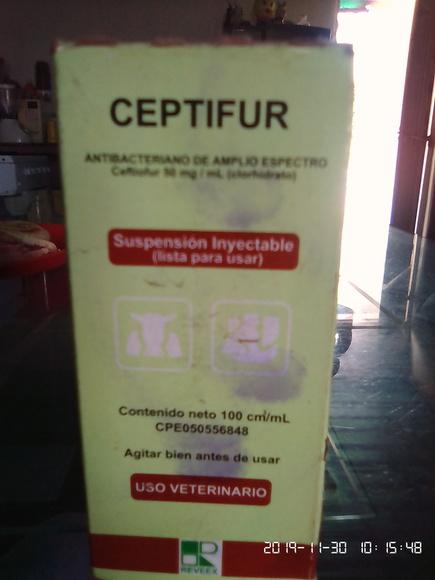 CEPTIFUR
ANTIBACTERIANO DE AMPLIO ESPECTRO
Ceftiofur 50 mg / mL (clorhidrato)
Suspensión Inyectable
(lista para usar)
Contenido neto 100 cm/mL
CPE050556848
Agitar bien antes de usar
USO VETERINARIO
REVEEX
2019-11-30 10:15:48